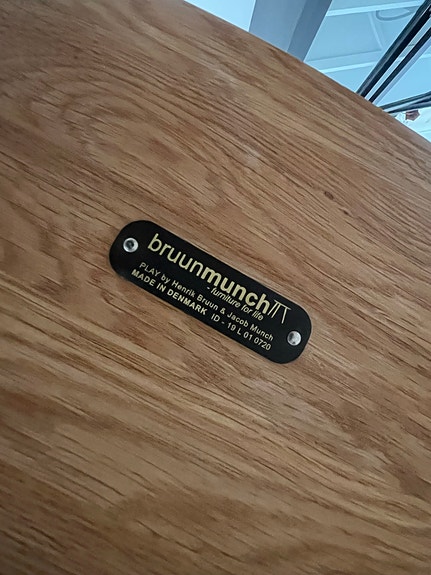 bruunmunch
- furniture for life
PLAY by Henrik Bruun & Jacob Munch
MADE IN DENMARK ID - 19 L 01 0720